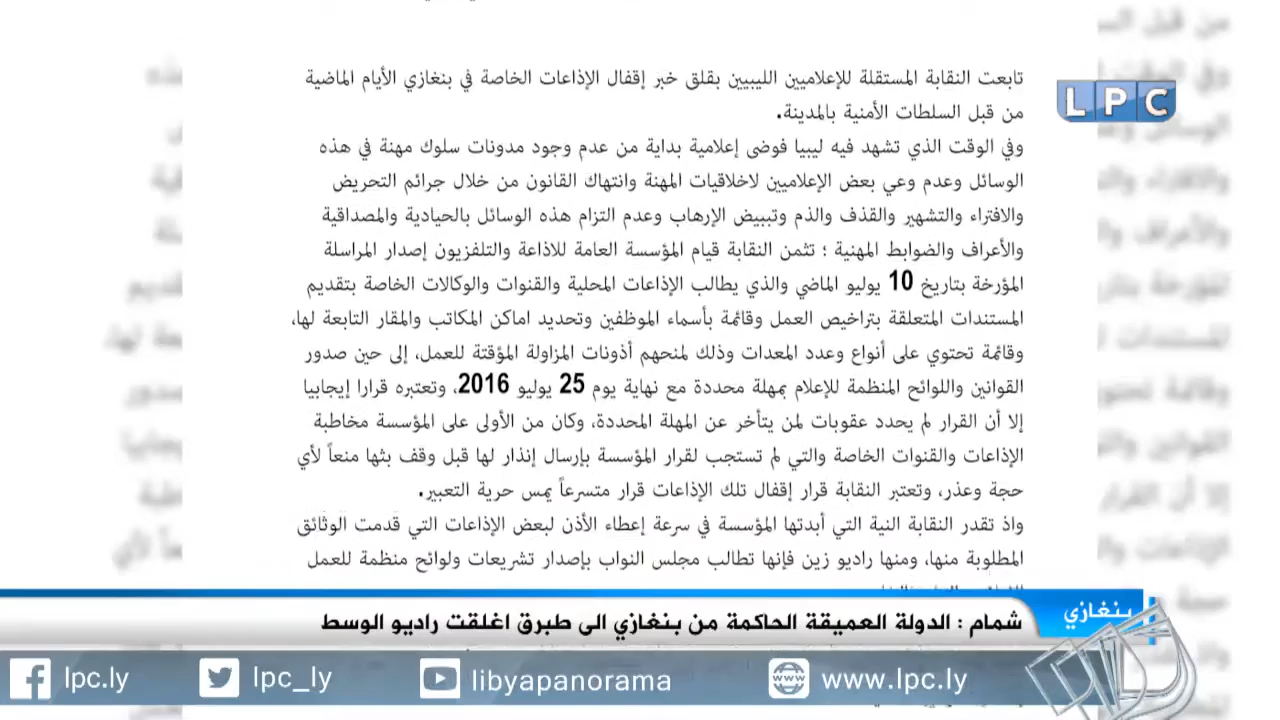 تابعت النقابة المستقلة للإعلاميين الليبيين بقلق خبر إقفال الإذاعات الخاصة في بنغازي الأيام الماضية
من قبل السلطات الأمنية بالمدينة.
وفي الوقت الذي تشهد فيه ليبيا فوضى إعلامية بداية من عدم وجود مدونات سلوك مهنة في هذه
الوسائل وعدم وعي بعض الإعلاميين لاخلاقيات المهنة وانتهاك القانون من خلال جرائم التحريض
والافتراء والتشهير والقذف والذم وتبييض الإرهاب وعدم التزام هذه الوسائل بالحيادية والمصداقية
والأعراف والضوابط المهنية ؛ تثمن النقابة قيام المؤسسة العامة للاذاعة والتلفزيون إصدار المراسلة
المؤرخة بتاريخ 10 يوليو الماضي والذي يطالب الإذاعات المحلية والقنوات والوكالات الخاصة بتقديم
المستندات المتعلقة بتراخيص العمل وقائمة بأسماء الموظفين وتحديد اماكن المكاتب والمقار التابعة لها،
وقائمة تحتوي على أنواع وعدد المعدات وذلك لمنحهم أذونات المزاولة المؤقتة للعمل، إلى حين صدور
القوانين واللوائح المنظمة للإعلام بمهلة محددة مع نهاية يوم 25 يوليو 2016، وتعتبره قرارا إيجابيا
إلا أن القرار لم يحدد عقوبات لمن يتأخر عن المهلة المحددة، وكان من الأولى على المؤسسة مخاطبة
الإذاعات والقنوات الخاصة والتي لم تستجب لقرار المؤسسة بإرسال إنذار لها قبل وقف بثها منعاً لأي
حجة وعذر، وتعتبر النقابة قرار إقفال تلك الإذاعات قرار متسرعاً يمس حرية التعبير.
واذ تقدر النقابة النية التي أبدتها المؤسسة في سرعة إعطاء الأذن لبعض الإذاعات التي قدمت الوثائق
المطلوبة منها، ومنها راديو زين فإنها تطالب مجلس النواب بإصدار تشريعات ولوائح منظمة للعمل
LPC
بنغازي
شمام : الدولة العميقة الحاكمة من بنغازي الى طبرق اغلقت راديو الوسط
lpc.ly
lpc_ly
libyapanorama
www.lpc.ly